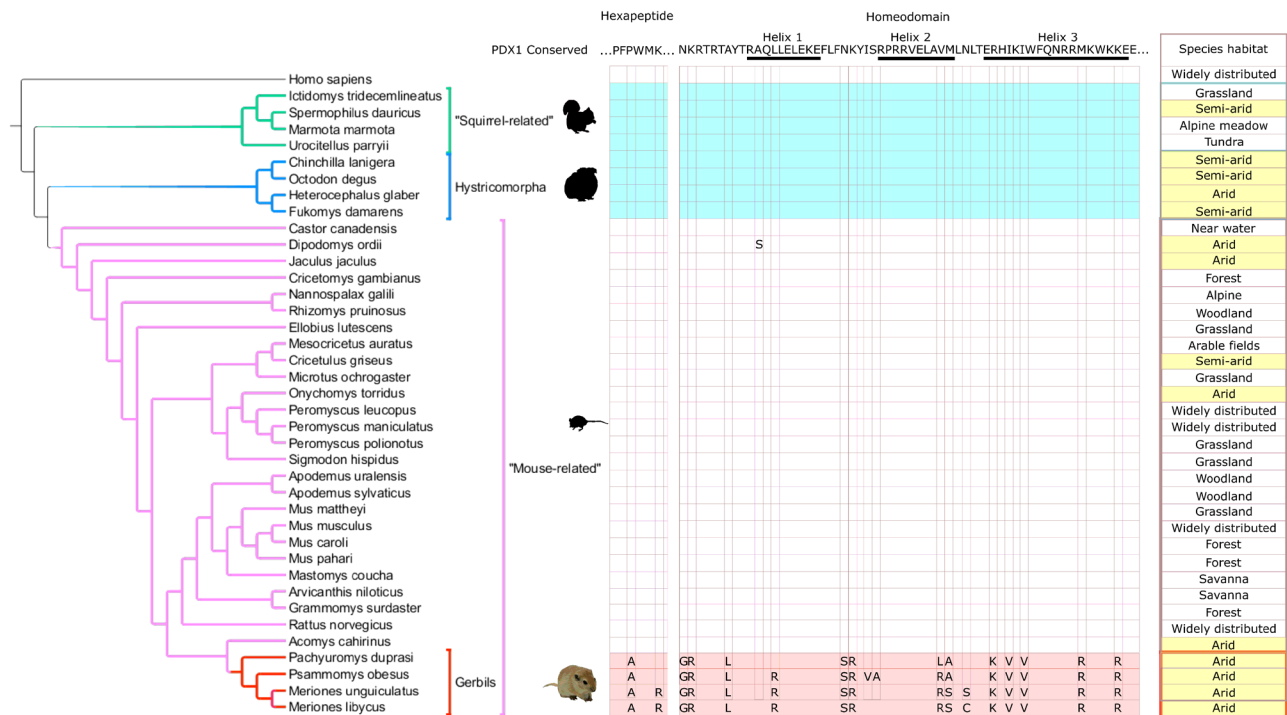 Hexapeptide Homeodomain
Helix 1 Helix 2 Helix 3
PDX1 Conserved ...PFPWMK... NKRTRTAYTRAQLLELEKEFLFNKYISRPRRVELAVMLNLTERHIKIWFQNRRMKWKKEE... Species habitat
Homo sapiens Widely distributed
Ictidomys tridecemlineatus Grassland
Spermophilus dauricus Semi-arid
"Squirrel-related"
Marmota marmota Alpine meadow
Urocitellus parryii Tundra
Chinchilla lanigera Semi-arid
Octodon degus Semi-arid
Hystricomorpha
Heterocephalus glaber Arid
Fukomys damarens Semi-arid
Castor canadensis Near water
Dipodomys ordii S Arid
Jaculus jaculus Arid
Cricetomys gambianus Forest
Nannospalax galili Alpine
Rhizomys pruinosus Woodland
Ellobius lutescens Grassland
Mesocricetus auratus Arable fields
Cricetulus griseus Semi-arid
Microtus ochrogaster Grassland
Onychomys torridus Arid
Peromyscus leucopus Widely distributed
Peromyscus maniculatus Widely distributed
Peromyscus polionotus Grassland
Sigmodon hispidus Grassland
"Mouse-related"
Apodemus uralensis Woodland
Apodemus sylvaticus Woodland
Mus mattheyi Grassland
Mus musculus Widely distributed
Mus caroli Forest
Mus pahari Forest
Mastomys coucha Savanna
Arvicanthis niloticus Savanna
Grammomys surdaster Forest
Rattus norvegicus Widely distributed
Acomys cahirinus Arid
Pachyuromys duprasi A GR L SR LA K V V R R Arid
Psammomys obesus A GR L R SR VA RA K V V R R Arid
Gerbils
Meriones unguiculatus A R GR L R SR RS S K V V R R Arid
Meriones libycus A R GR L R SR RS C K V V R R Arid